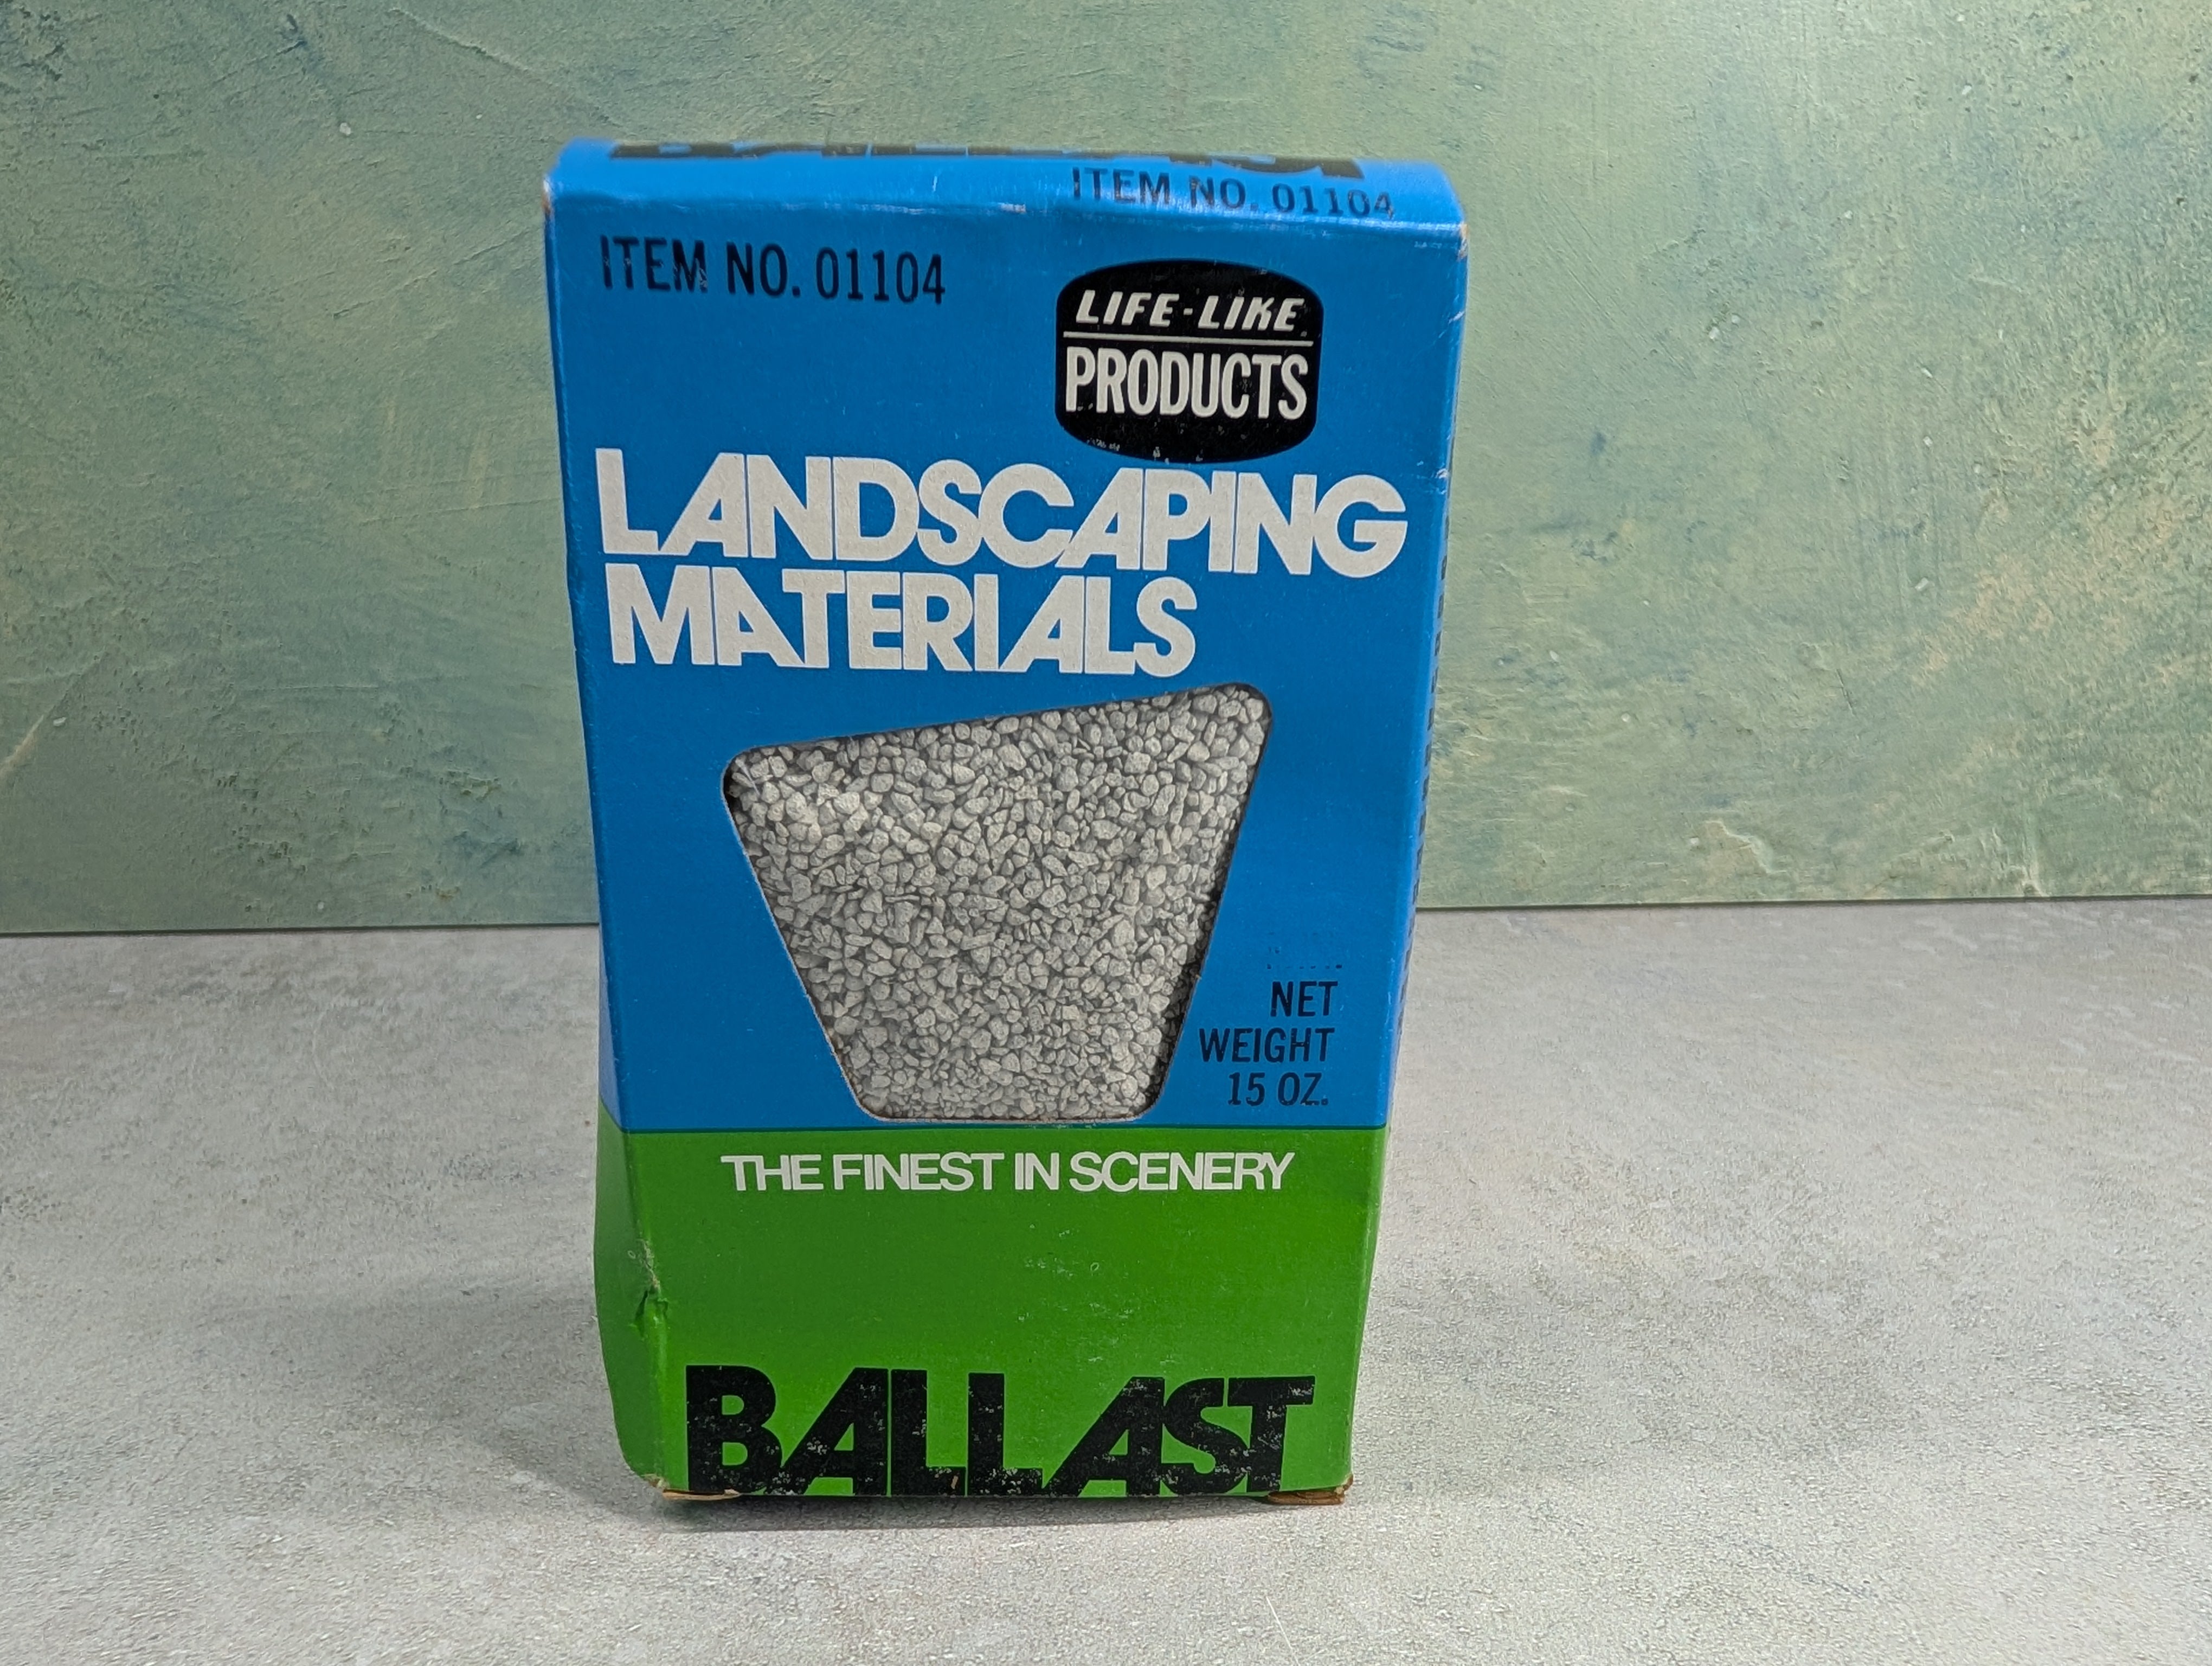 BALLAST
ITEM NO. 01104
ITEM NO. 01104
LIFE-LIKE
PRODUCTS
LANDSCAPING
MATERIALS
NET
WEIGHT
15 OZ.
THE FINEST IN SCENERY
BALLAST